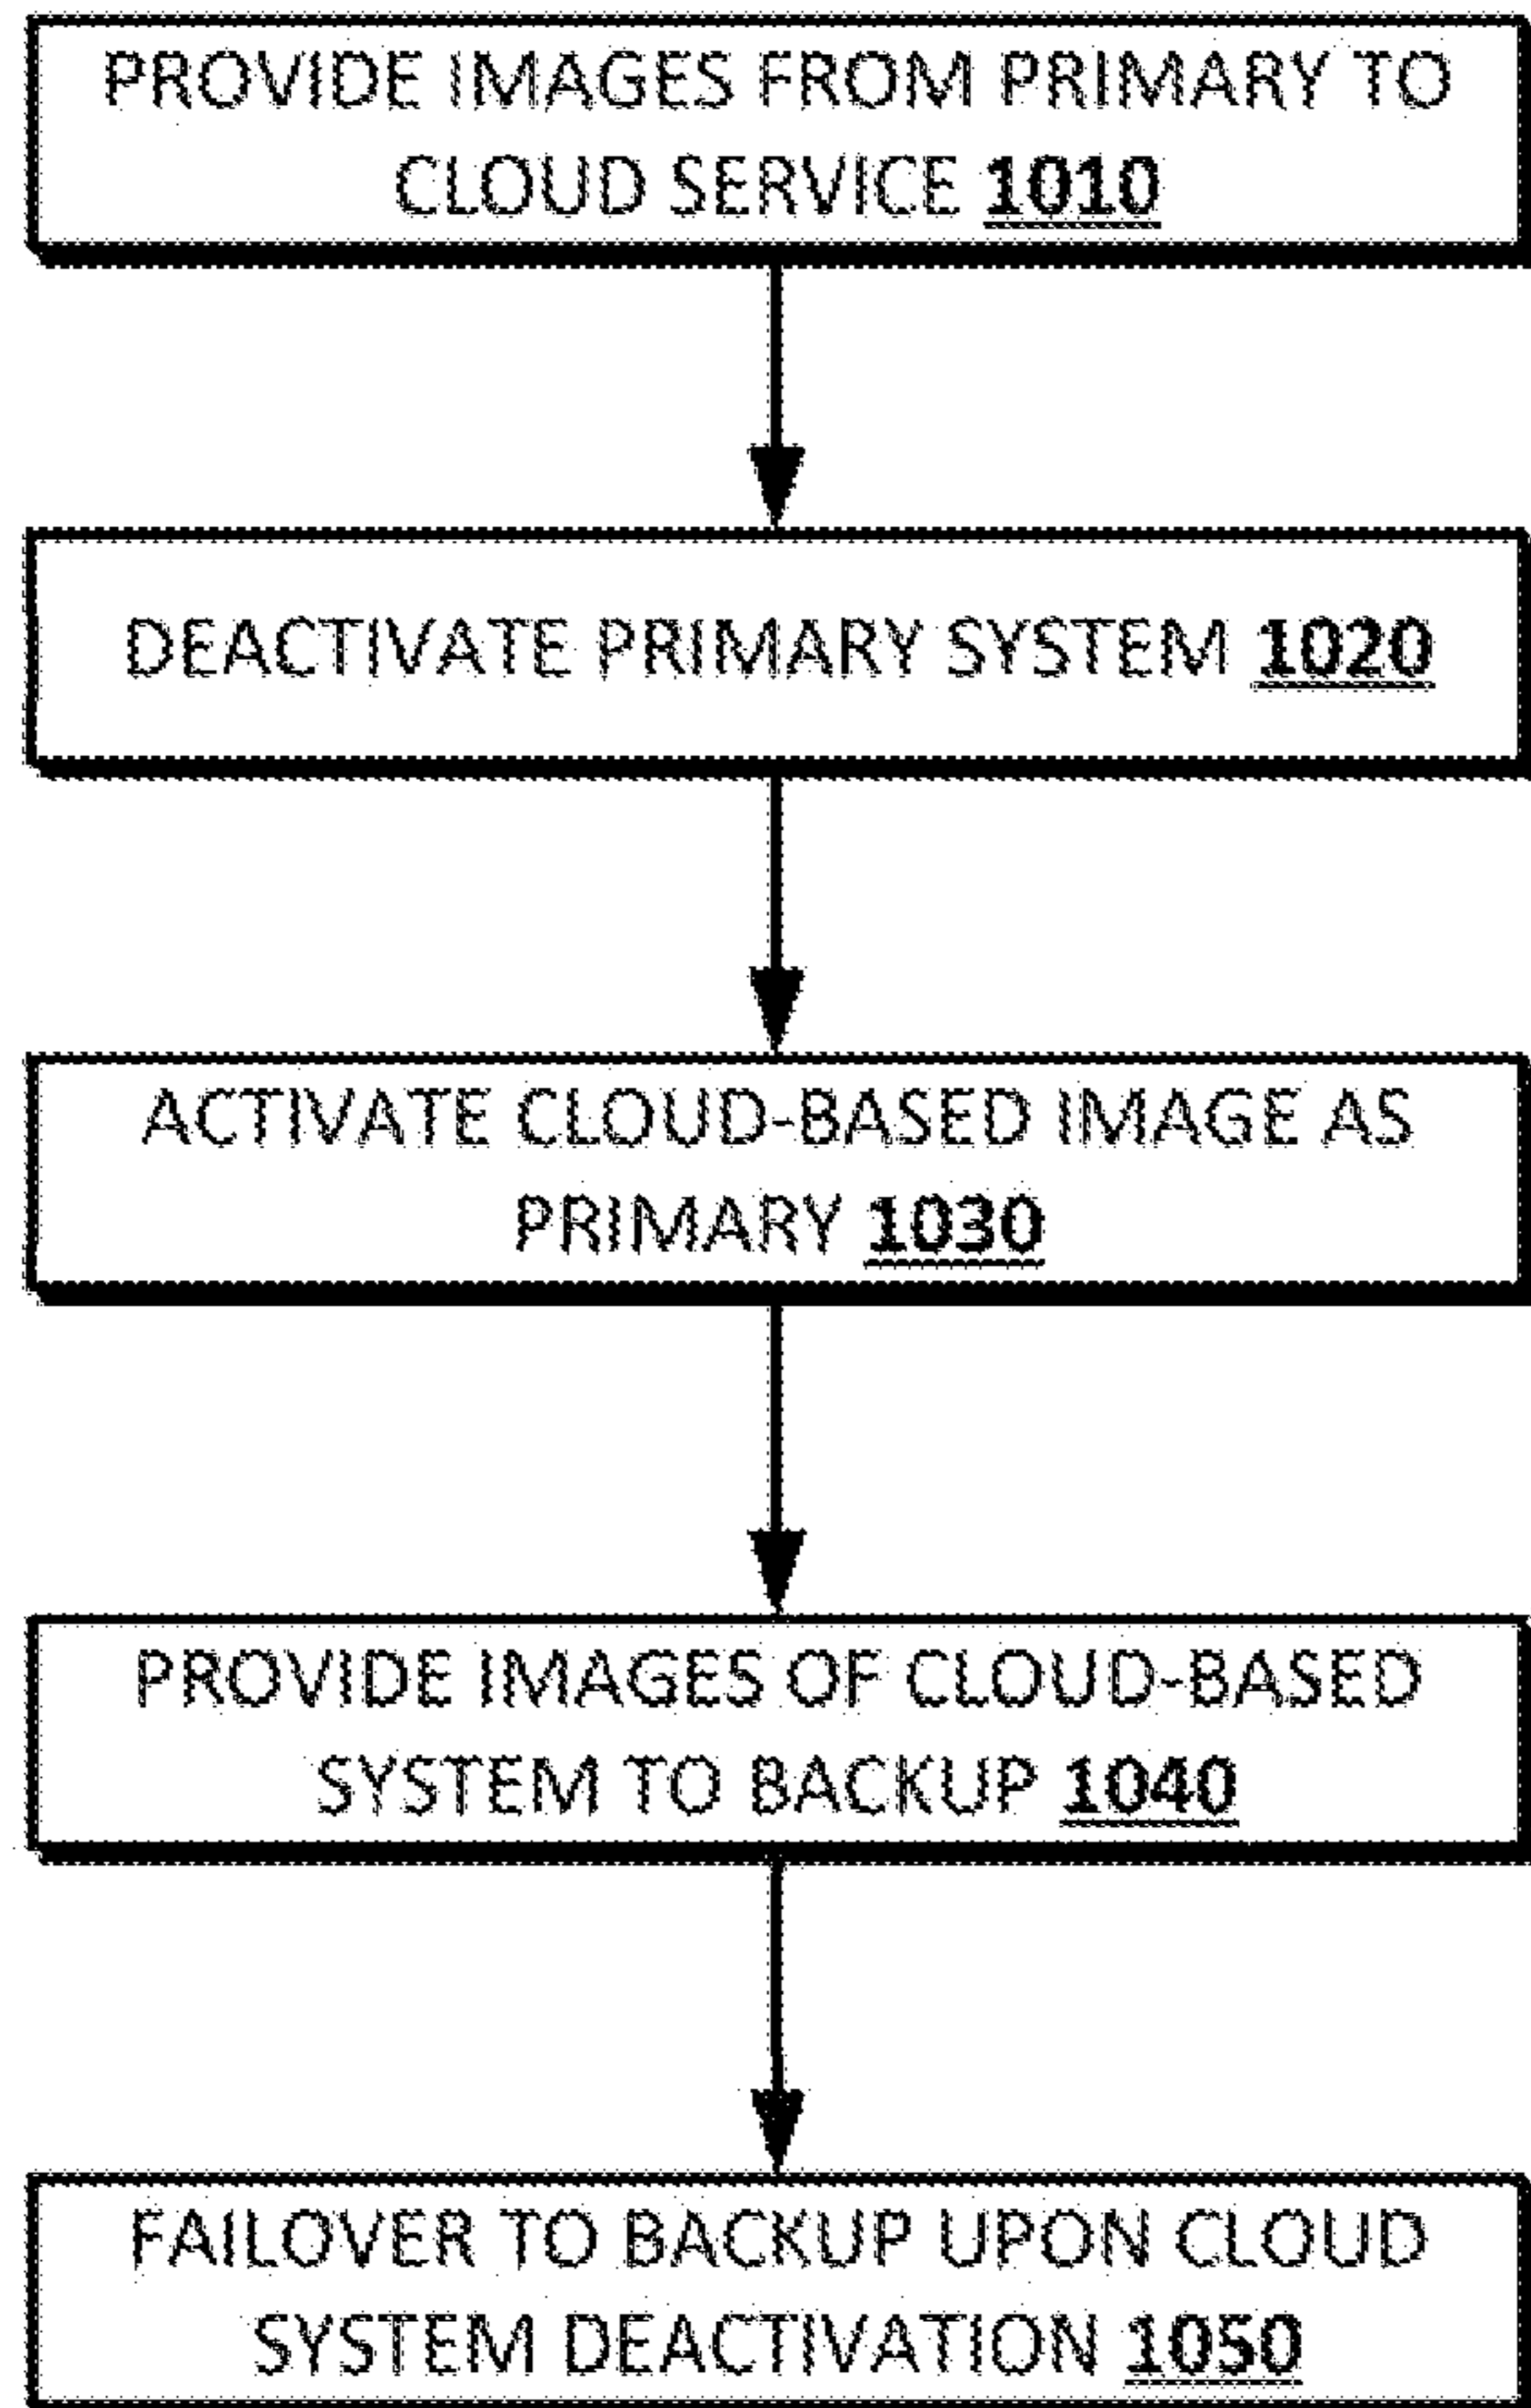 PROVIDE IMAGES FROM PRIMARY TO
CLOUD SERVICE 1010
DEACTIVATE PRIMARY SYSTEM 1020
ACTIVATE CLOUD-BASED IMAGE AS
PRIMARY 1030
PROVIDE IMAGES OF CLOUD-BASED
SYSTEM TO BACKUP 1040
FAILOVER TO BACKUP UPON CLOUD
SYSTEM DEACTIVATION 1050